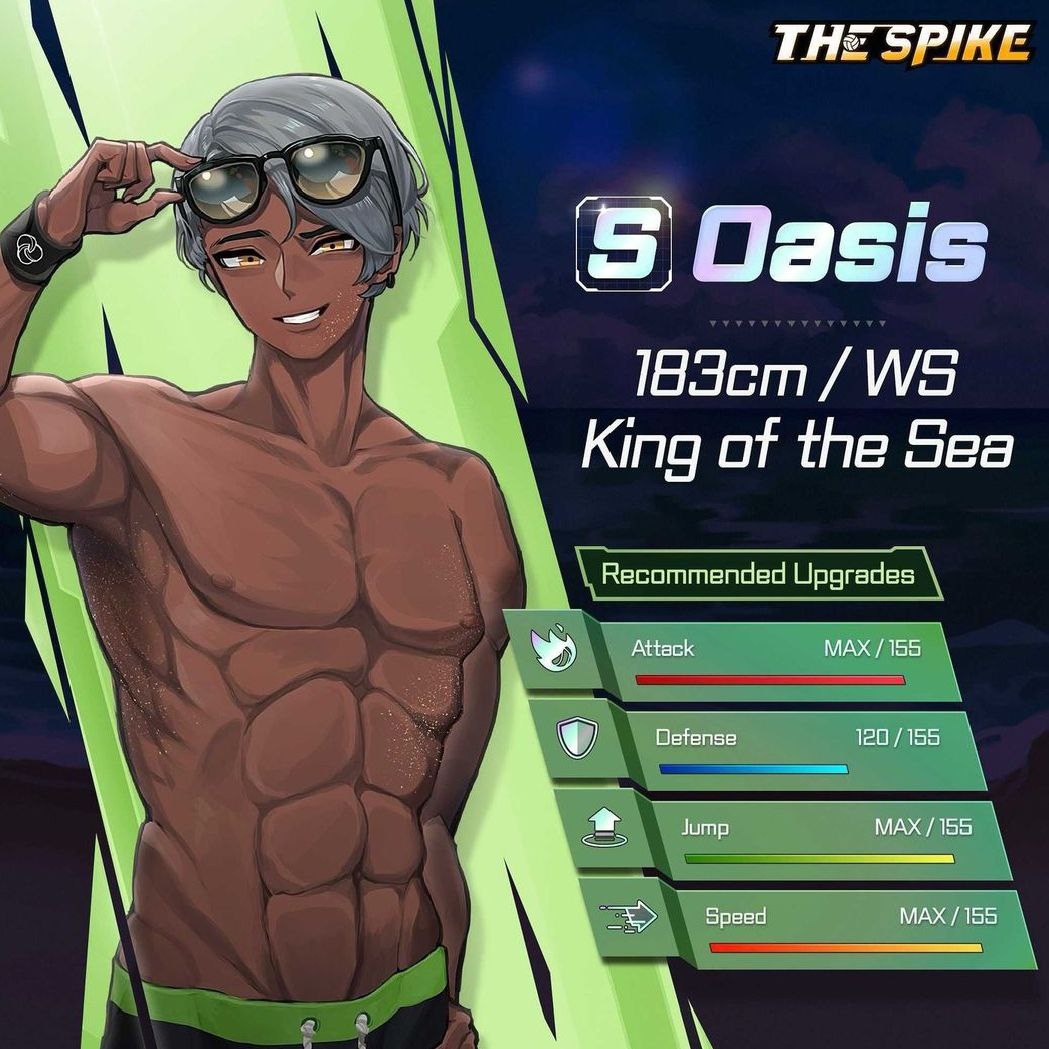 THE SPIKE
S Oasis
183cm / WS
King of the Sea
Recommended Upgrades
Attack MAX / 155
Defense 120 / 155
Jump MAX / 155
Speed MAX / 155